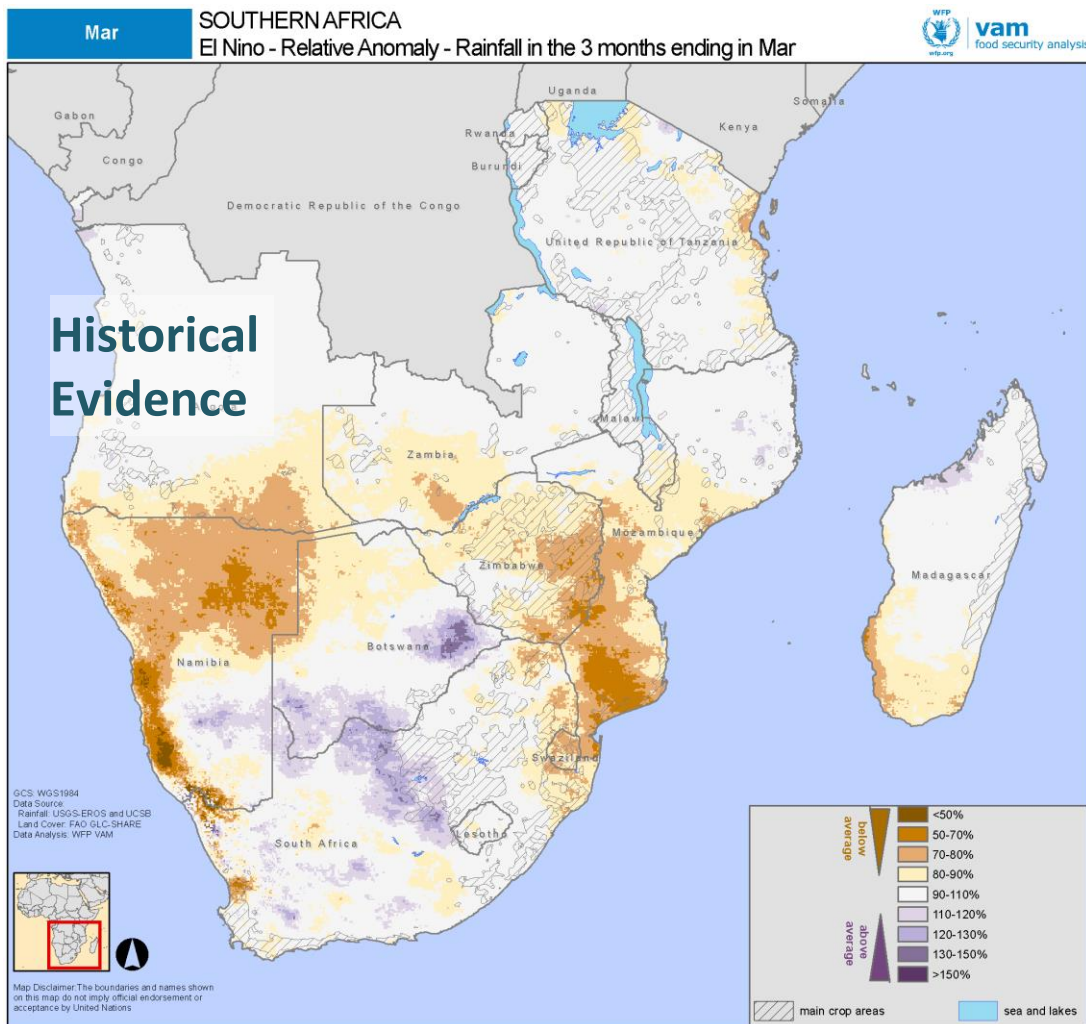 Mar
SOUTHERN AFRICA
El Nino - Relative Anomaly - Rainfall in the 3 months ending in Mar
WFP
wfp.org
vam
food security analysis
Uganda
Somalia
Gabon
Kenya
Rwanda
Congo
Burundi
Democratic Republic of the Congo
United Republic of Tanzania
Historical
Evidence
Malawi
Zambia
Mozambique
Zimbabwe
Madagascar
Botswana
Namibia
Swaziland
GCS: WGS1984
Data Source:
Rainfall: USGS-EROS and UCSB
Land Cover: FAO GLC-SHARE
Data Analysis: WFP VAM
Lesotho
South Africa
below
average
<50%
50-70%
70-80%
80-90%
90-110%
110-120%
above
average
120-130%
130-150%
>150%
main crop areas
sea and lakes
Map Disclaimer:The boundaries and names shown
on this map do not imply official endorsement or
acceptance by United Nations